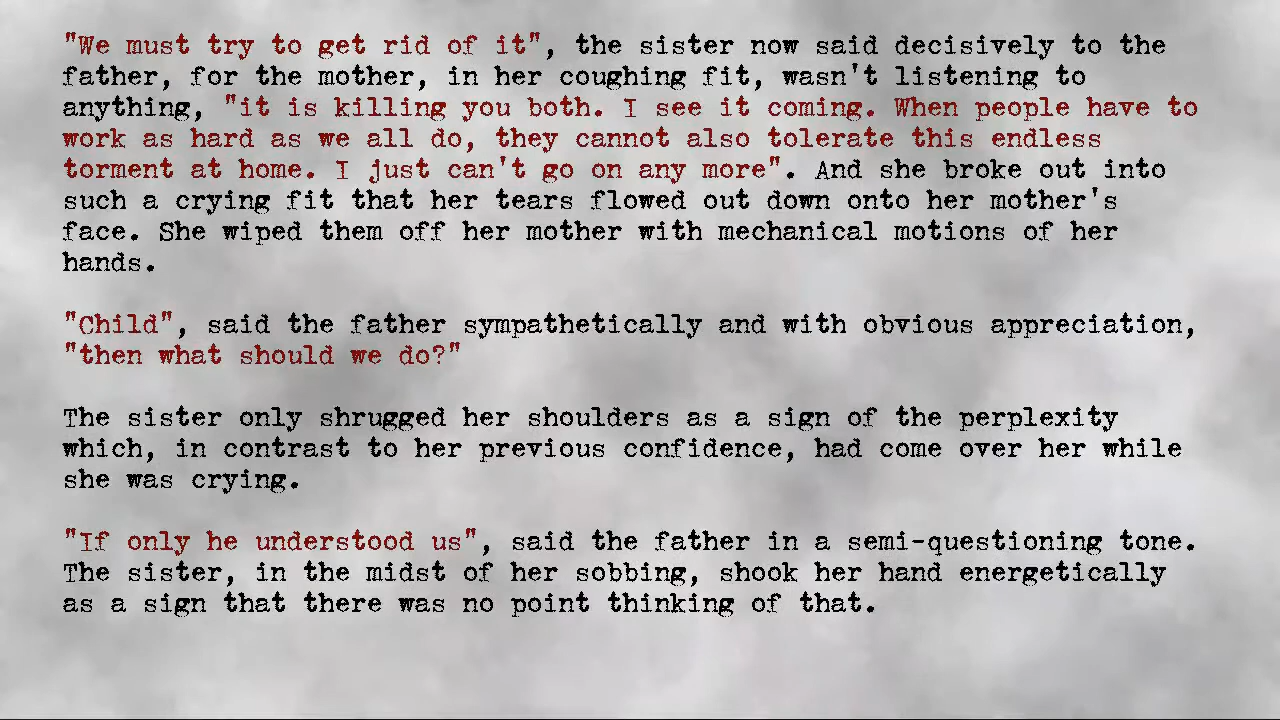 "We must try to get rid of it", the sister now said decisively to the
father, for the mother, in her coughing fit, wasn't listening to
anything, "it is killing you both. I see it coming. When people have to
work as hard as we all do, they cannot also tolerate this endless
torment at home. I just can't go on any more". And she broke out into
such a crying fit that her tears flowed out down onto her mother's
face. She wiped them off her mother with mechanical motions of her
hands.
"Child", said the father sympathetically and with obvious appreciation,
"then what should we do?"
The sister only shrugged her shoulders as a sign of the perplexity
which, in contrast to her previous confidence, had come over her while
she was crying.
"If only he understood us", said the father in a semi-questioning tone.
The sister, in the midst of her sobbing, shook her hand energetically
as a sign that there was no point thinking of that.